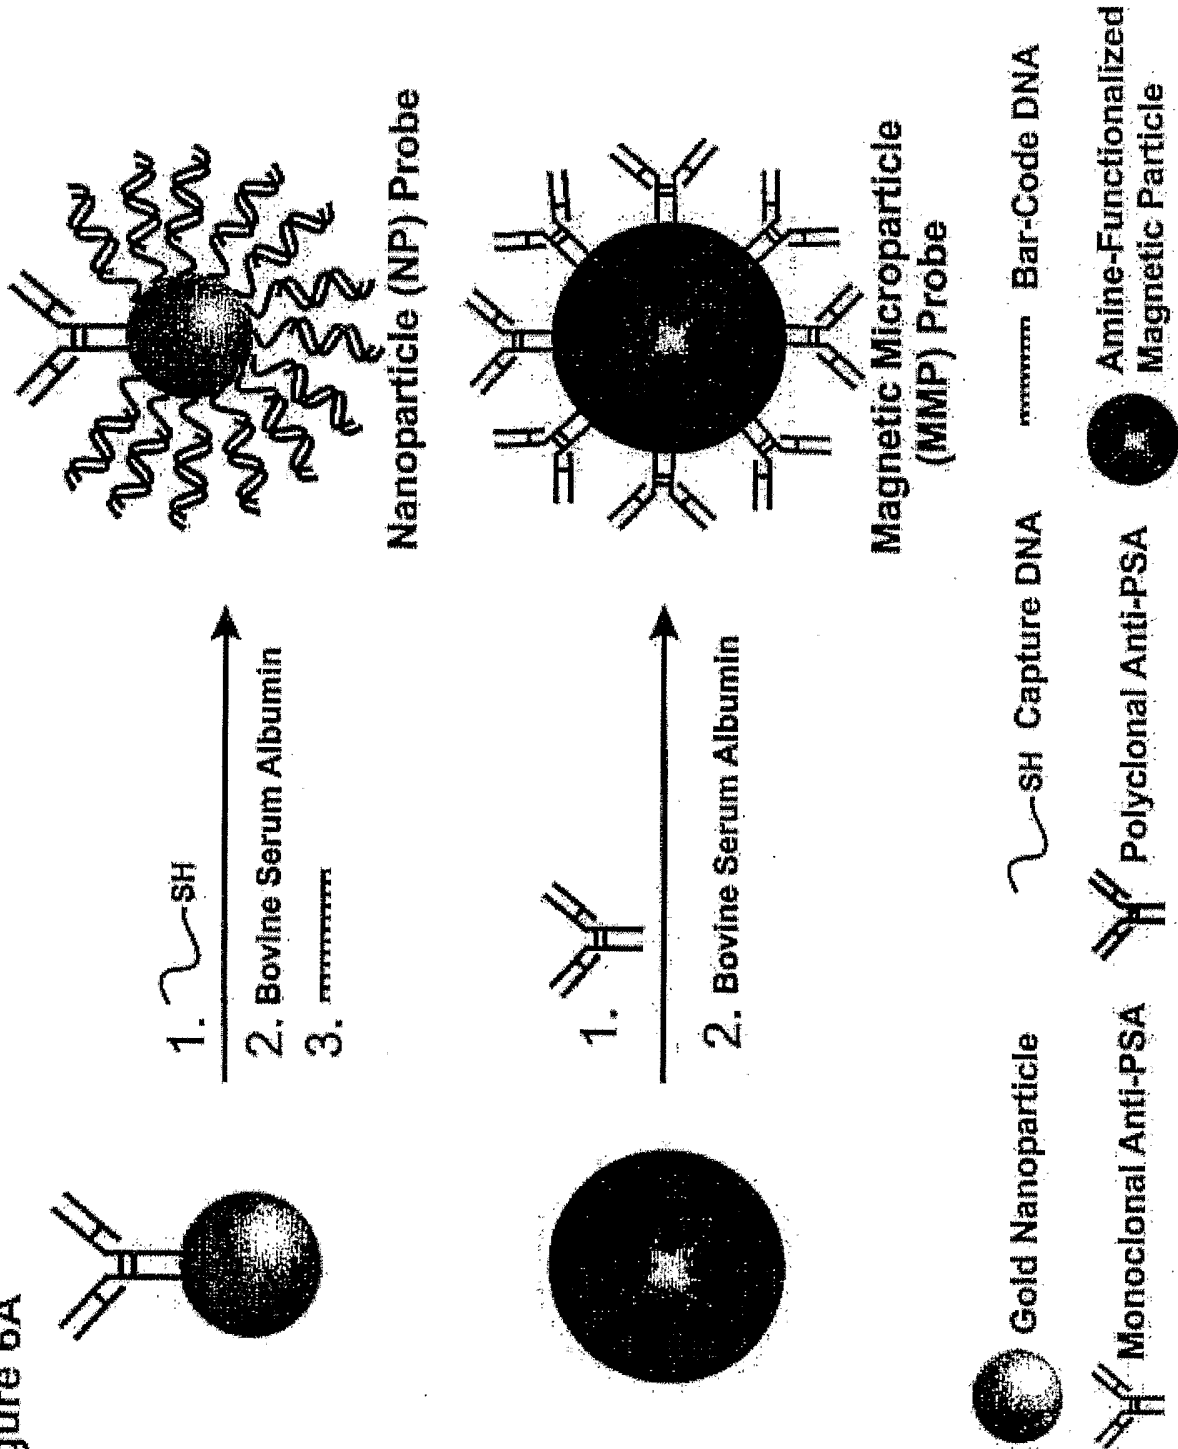 Figure 6A
1. ~SH
2. Bovine Serum Albumin
3.
Nanoparticle (NP) Probe
1.
2. Bovine Serum Albumin
Magnetic Microparticle
(MMP) Probe
Gold Nanoparticle
-SH Capture DNA
Bar-Code DNA
Monoclonal Anti-PSA
Polyclonal Anti-PSA
Amine-Functionalized
Magnetic Particle